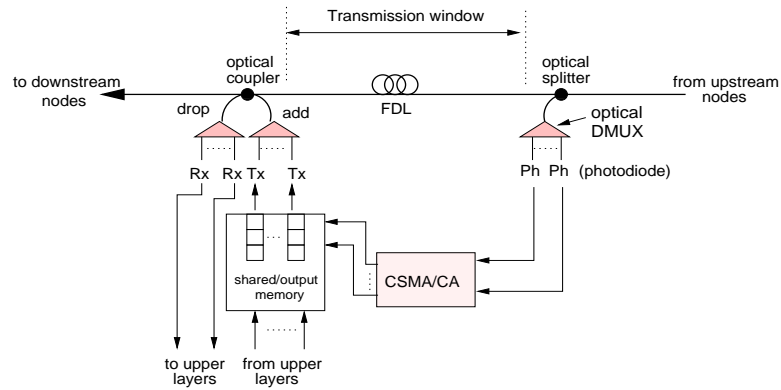 Transmission window
optical
coupler
optical
splitter
to downstream
nodes
from upstream
nodes
drop
add
FDL
optical
DMUX
Rx Rx Tx Tx
Ph Ph (photodiode)
shared/output
memory
CSMA/CA
to upper
layers
from upper
layers